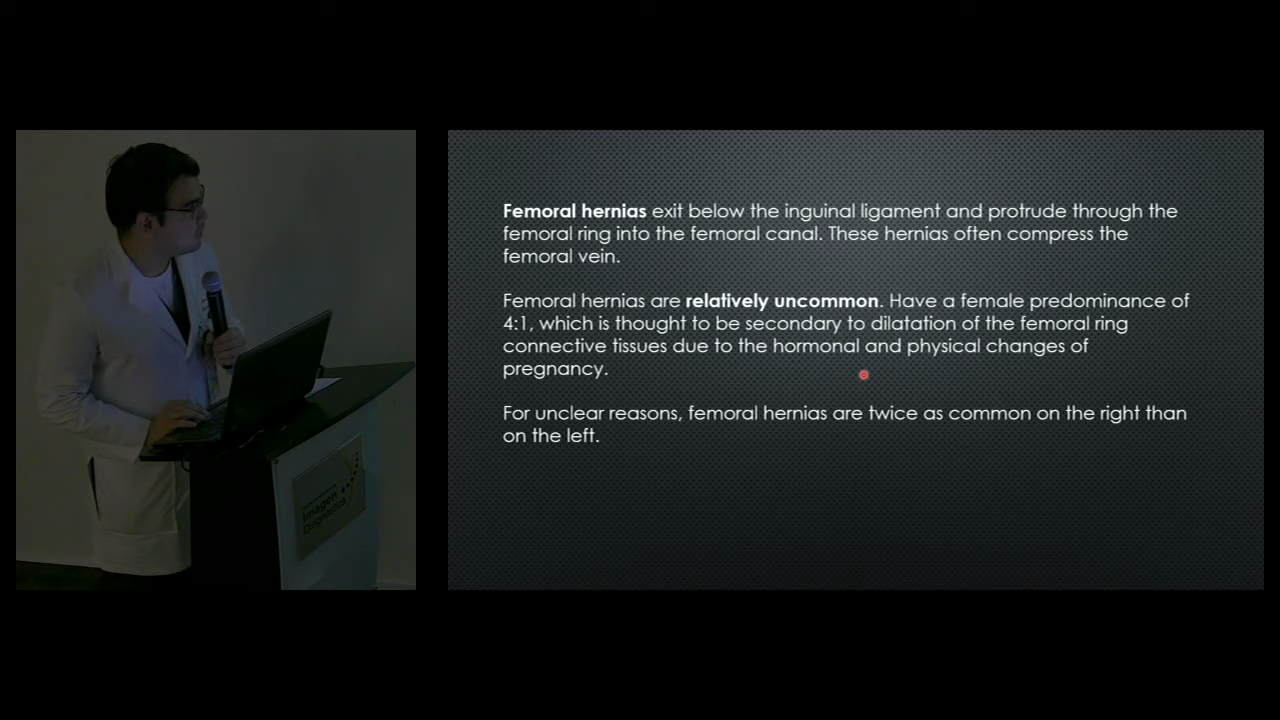 Femoral hernias exit below the inguinal ligament and protrude through the
femoral ring into the femoral canal. These hernias often compress the
femoral vein.
Femoral hernias are relatively uncommon. Have a female predominance of
4:1, which is thought to be secondary to dilatation of the femoral ring
connective tissues due to the hormonal and physical changes of
pregnancy.
For unclear reasons, femoral hernias are twice as common on the right than
on the left.
Imagen
Diagnóstica